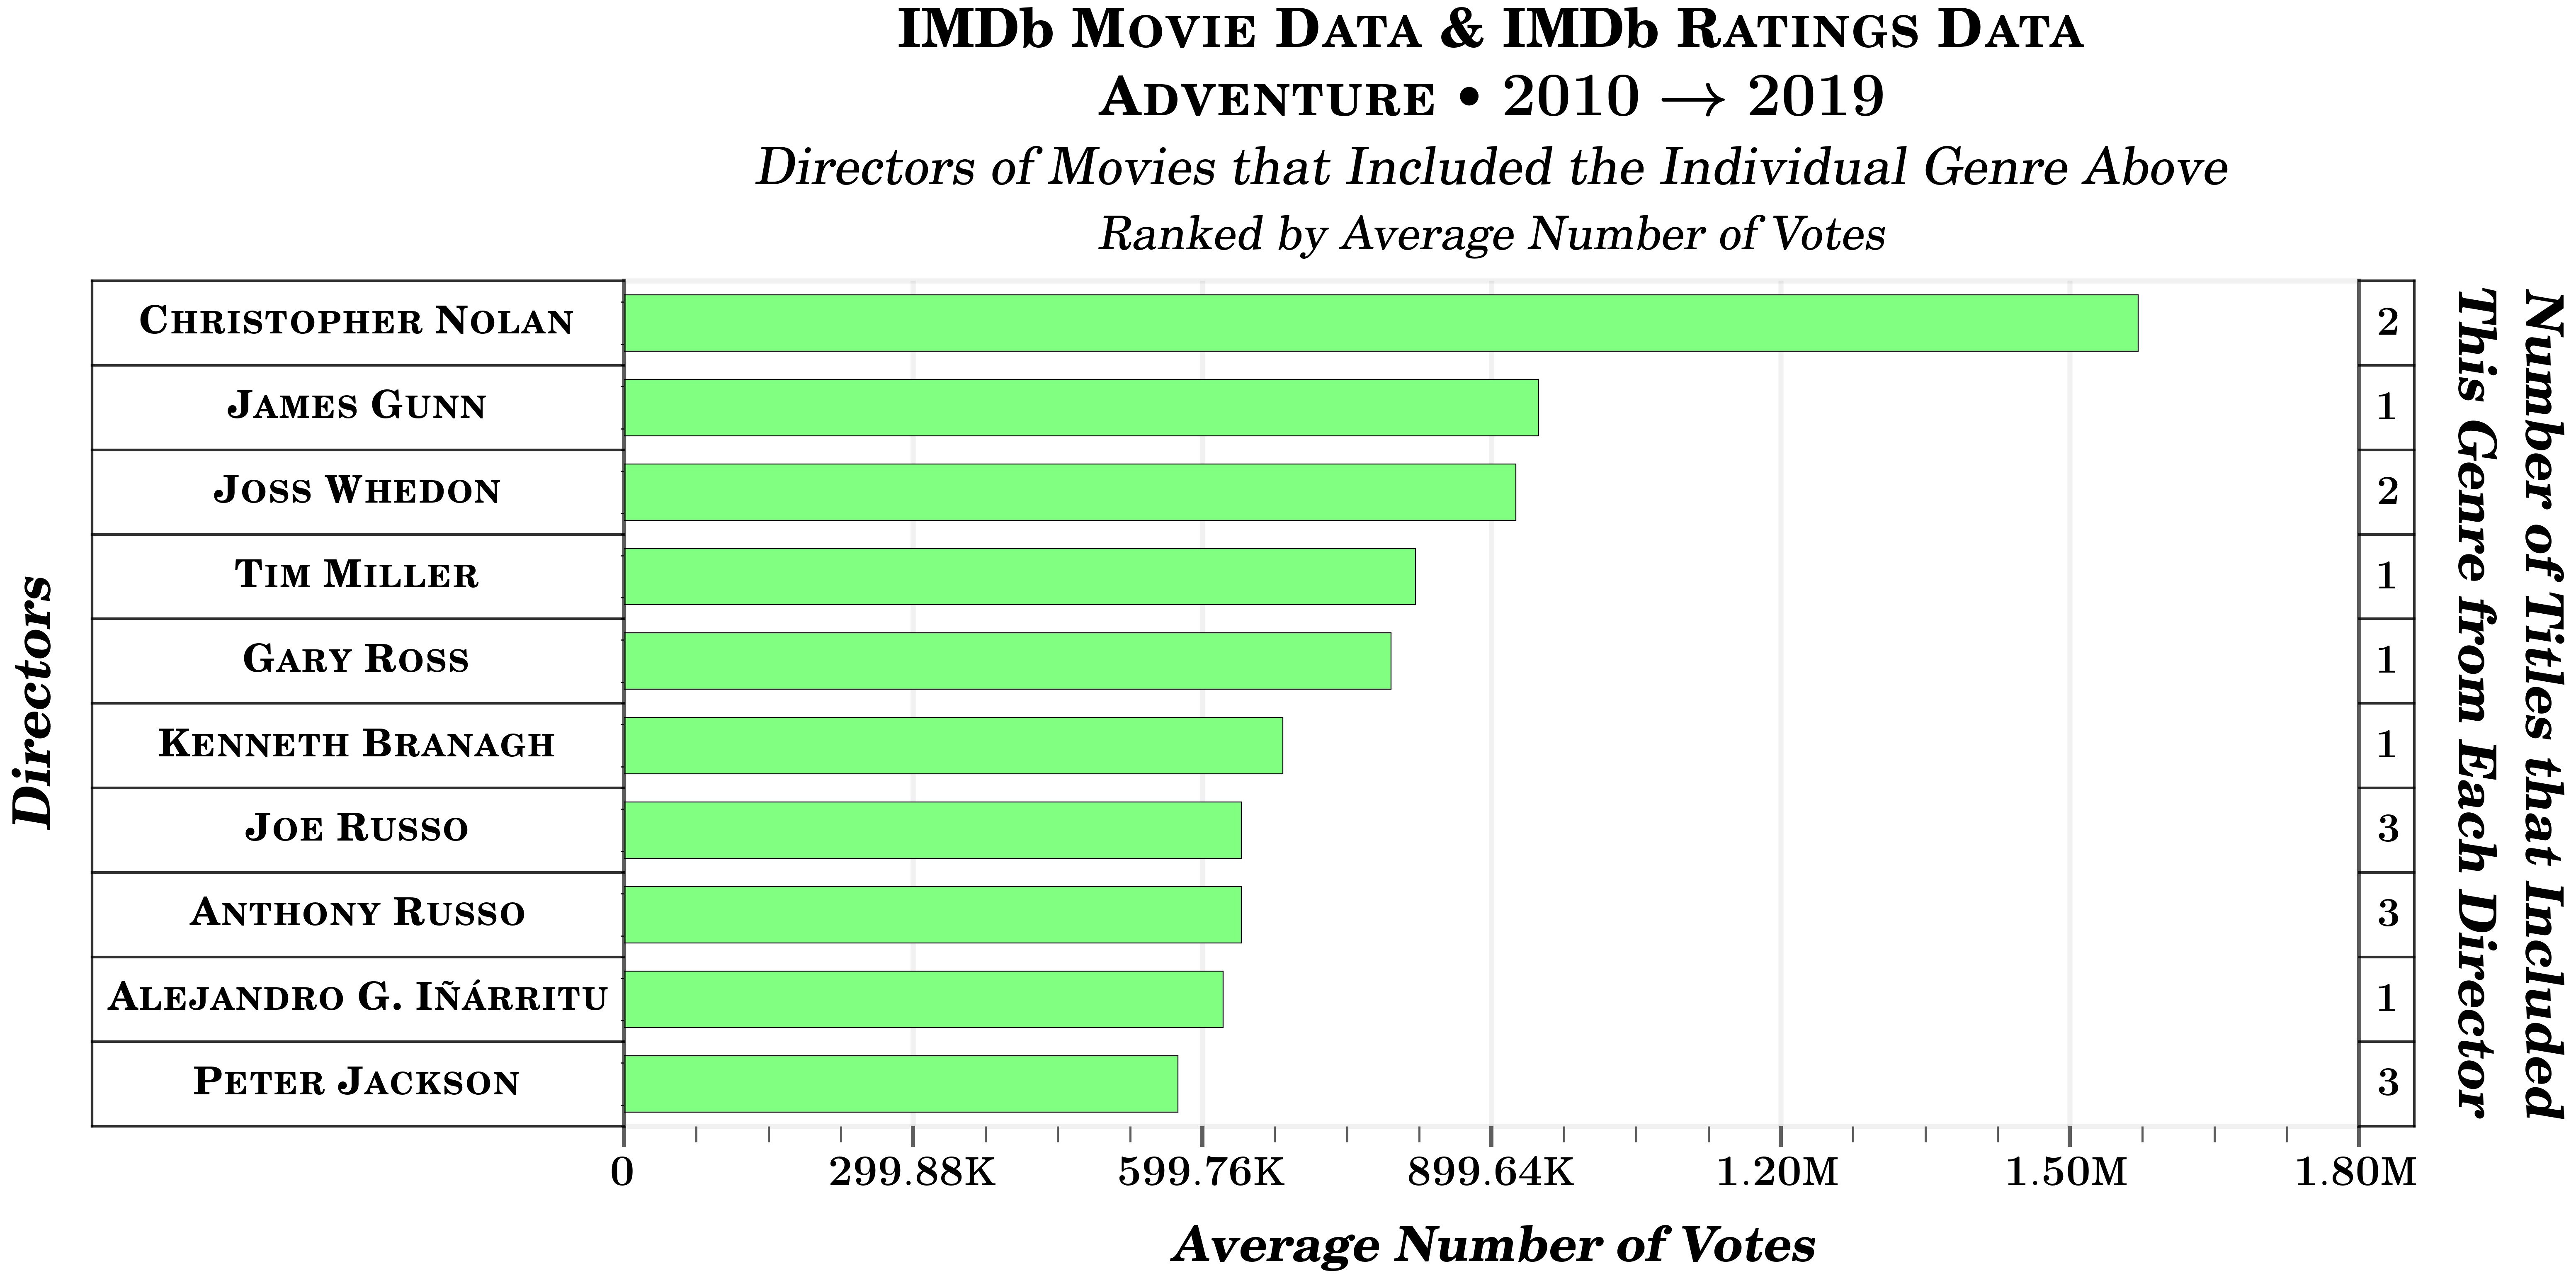 IMDb Movie Data & IMDb Ratings Data
Adventure • 2010 → 2019
Directors of Movies that Included the Individual Genre Above
Ranked by Average Number of Votes
Directors
Christopher Nolan 2
James Gunn 1
Joss Whedon 2
Tim Miller 1
Gary Ross 1
Kenneth Branagh 1
Joe Russo 3
Anthony Russo 3
Alejandro G. Iñárritu 1
Peter Jackson 3
Number of Titles that Included
This Genre from Each Director
0 299.88K 599.76K 899.64K 1.20M 1.50M 1.80M
Average Number of Votes